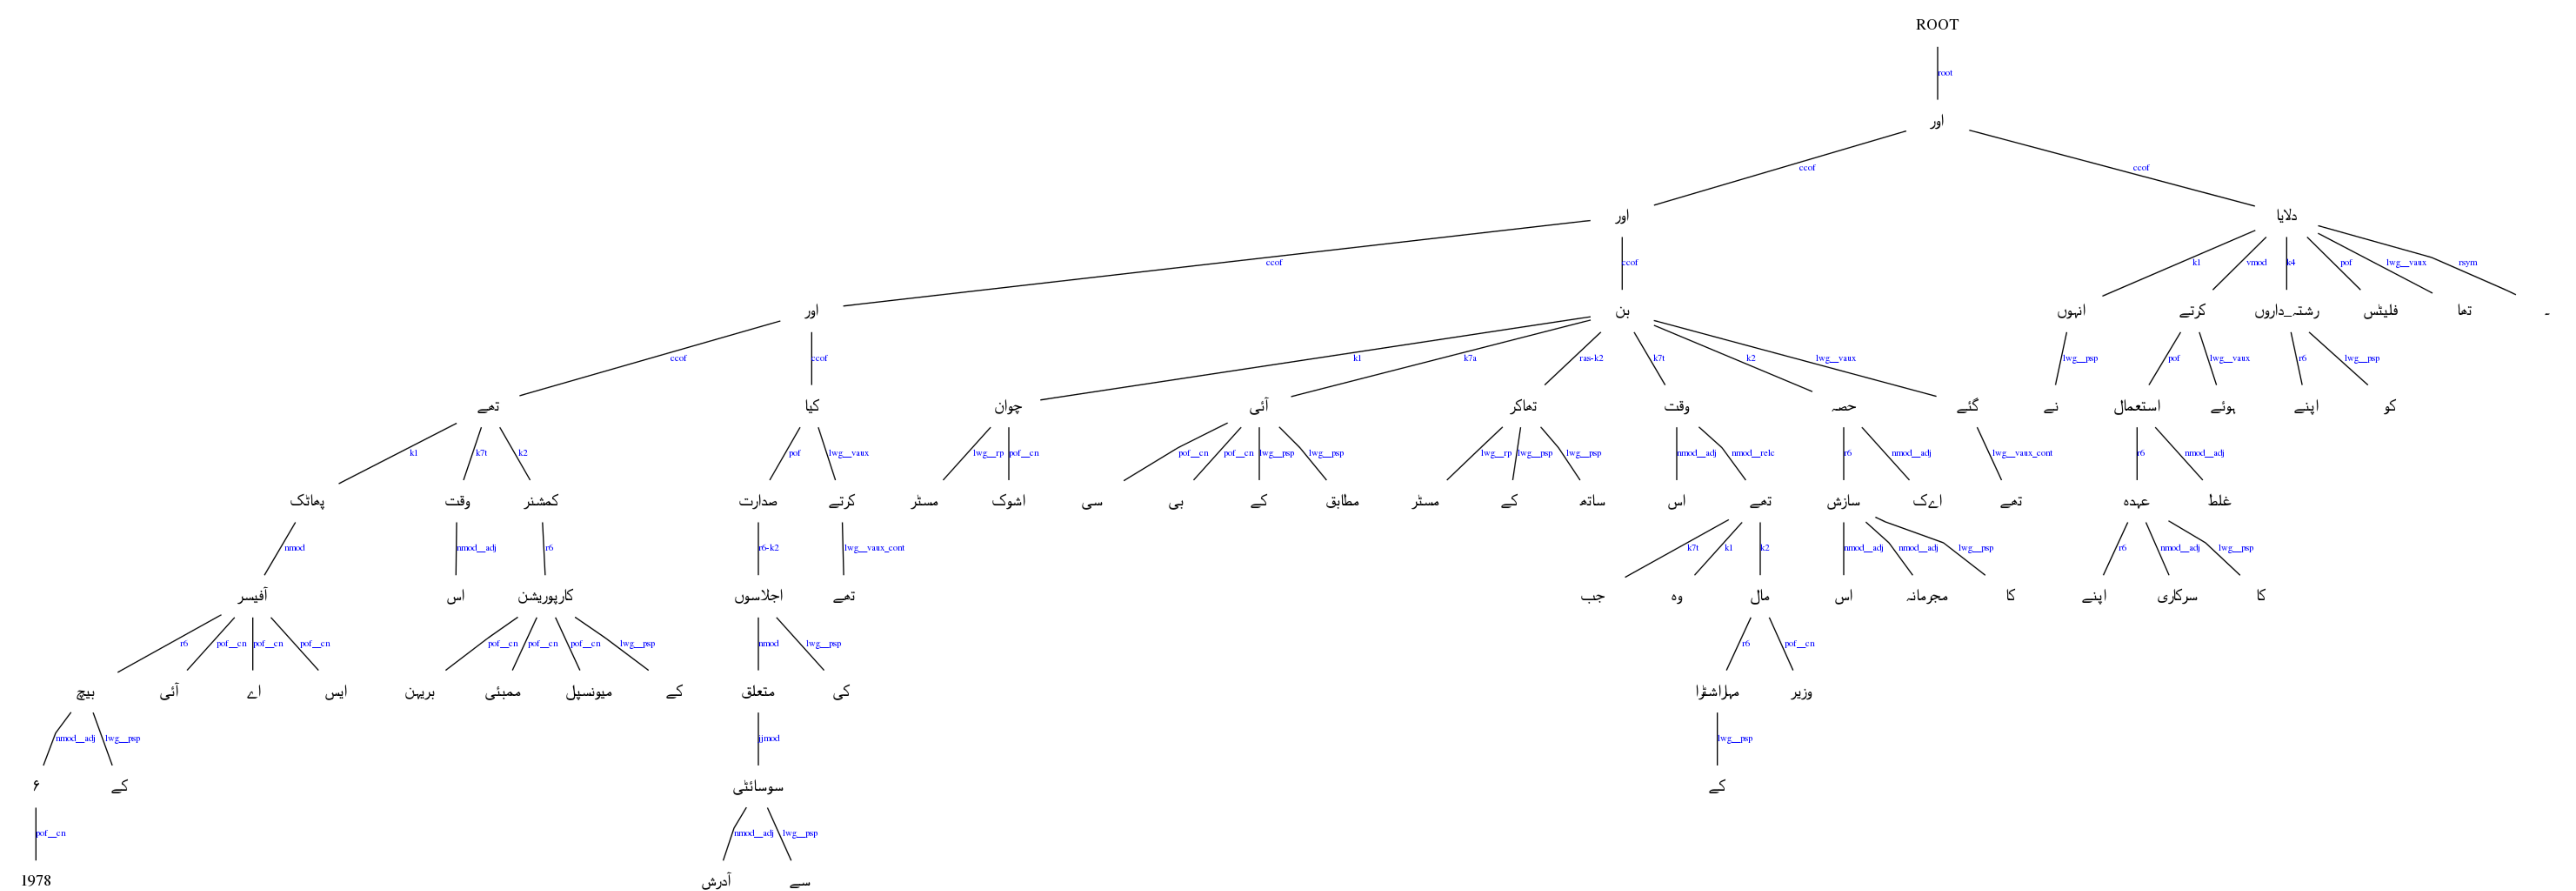 ROOT
root
اور
ccof ccof
اور دلایا
ccof ccof k1 vmod k4 pof lwg__vaux rsym
اور بن انہوں کرتے رشتہ_داروں فلیٹس تھا ۔
ccof ccof k1 k7a ras-k2 k7t k2 lwg__vaux lwg__psp pof lwg__vaux r6 lwg__psp
تھے کیا چوان آئی تھاکر وقت حصہ گئے نے استعمال ہوئے اپنے کو
k1 k7t k2 pof lwg__vaux lwg__rp pof__cn pof__cn pof__cn lwg__psp lwg__psp lwg__rp lwg__psp lwg__psp nmod__adj nmod__relc r6 nmod__adj lwg__vaux_cont r6 nmod__adj
پھاٹک وقت کمشنر صدارت کرتے مسٹر اشوک سی بی کے مطابق مسٹر کے ساتھ اس تھے سازش اےک تھے عہدہ غلط
nmod nmod__adj r6 r6-k2 lwg__vaux_cont k7t k1 k2 nmod__adj nmod__adj lwg__psp r6 nmod__adj lwg__psp
آفیسر اس کارپوریشن اجلاسوں تھے جب وہ مال اس مجرمانہ کا اپنے سرکاری کا
r6 pof__cn pof__cn pof__cn pof__cn pof__cn pof__cn lwg__psp nmod lwg__psp r6 pof__cn
بیچ آئی اے ایس بریہن ممبئی میونسپل کے متعلق کی مہاراشٹرا وزیر
nmod__adj lwg__psp jjmod lwg__psp
۶ کے سوسائٹی کے
pof__cn nmod__adj lwg__psp
1978 آدرش سے